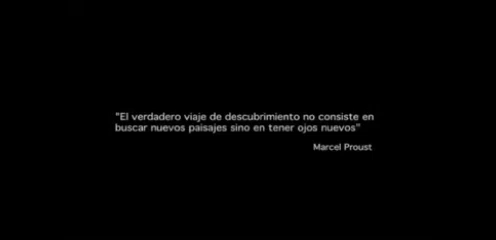 "El verdadero viaje de descubrimiento no consiste en
buscar nuevos paisajes sino en tener ojos nuevos"
Marcel Proust